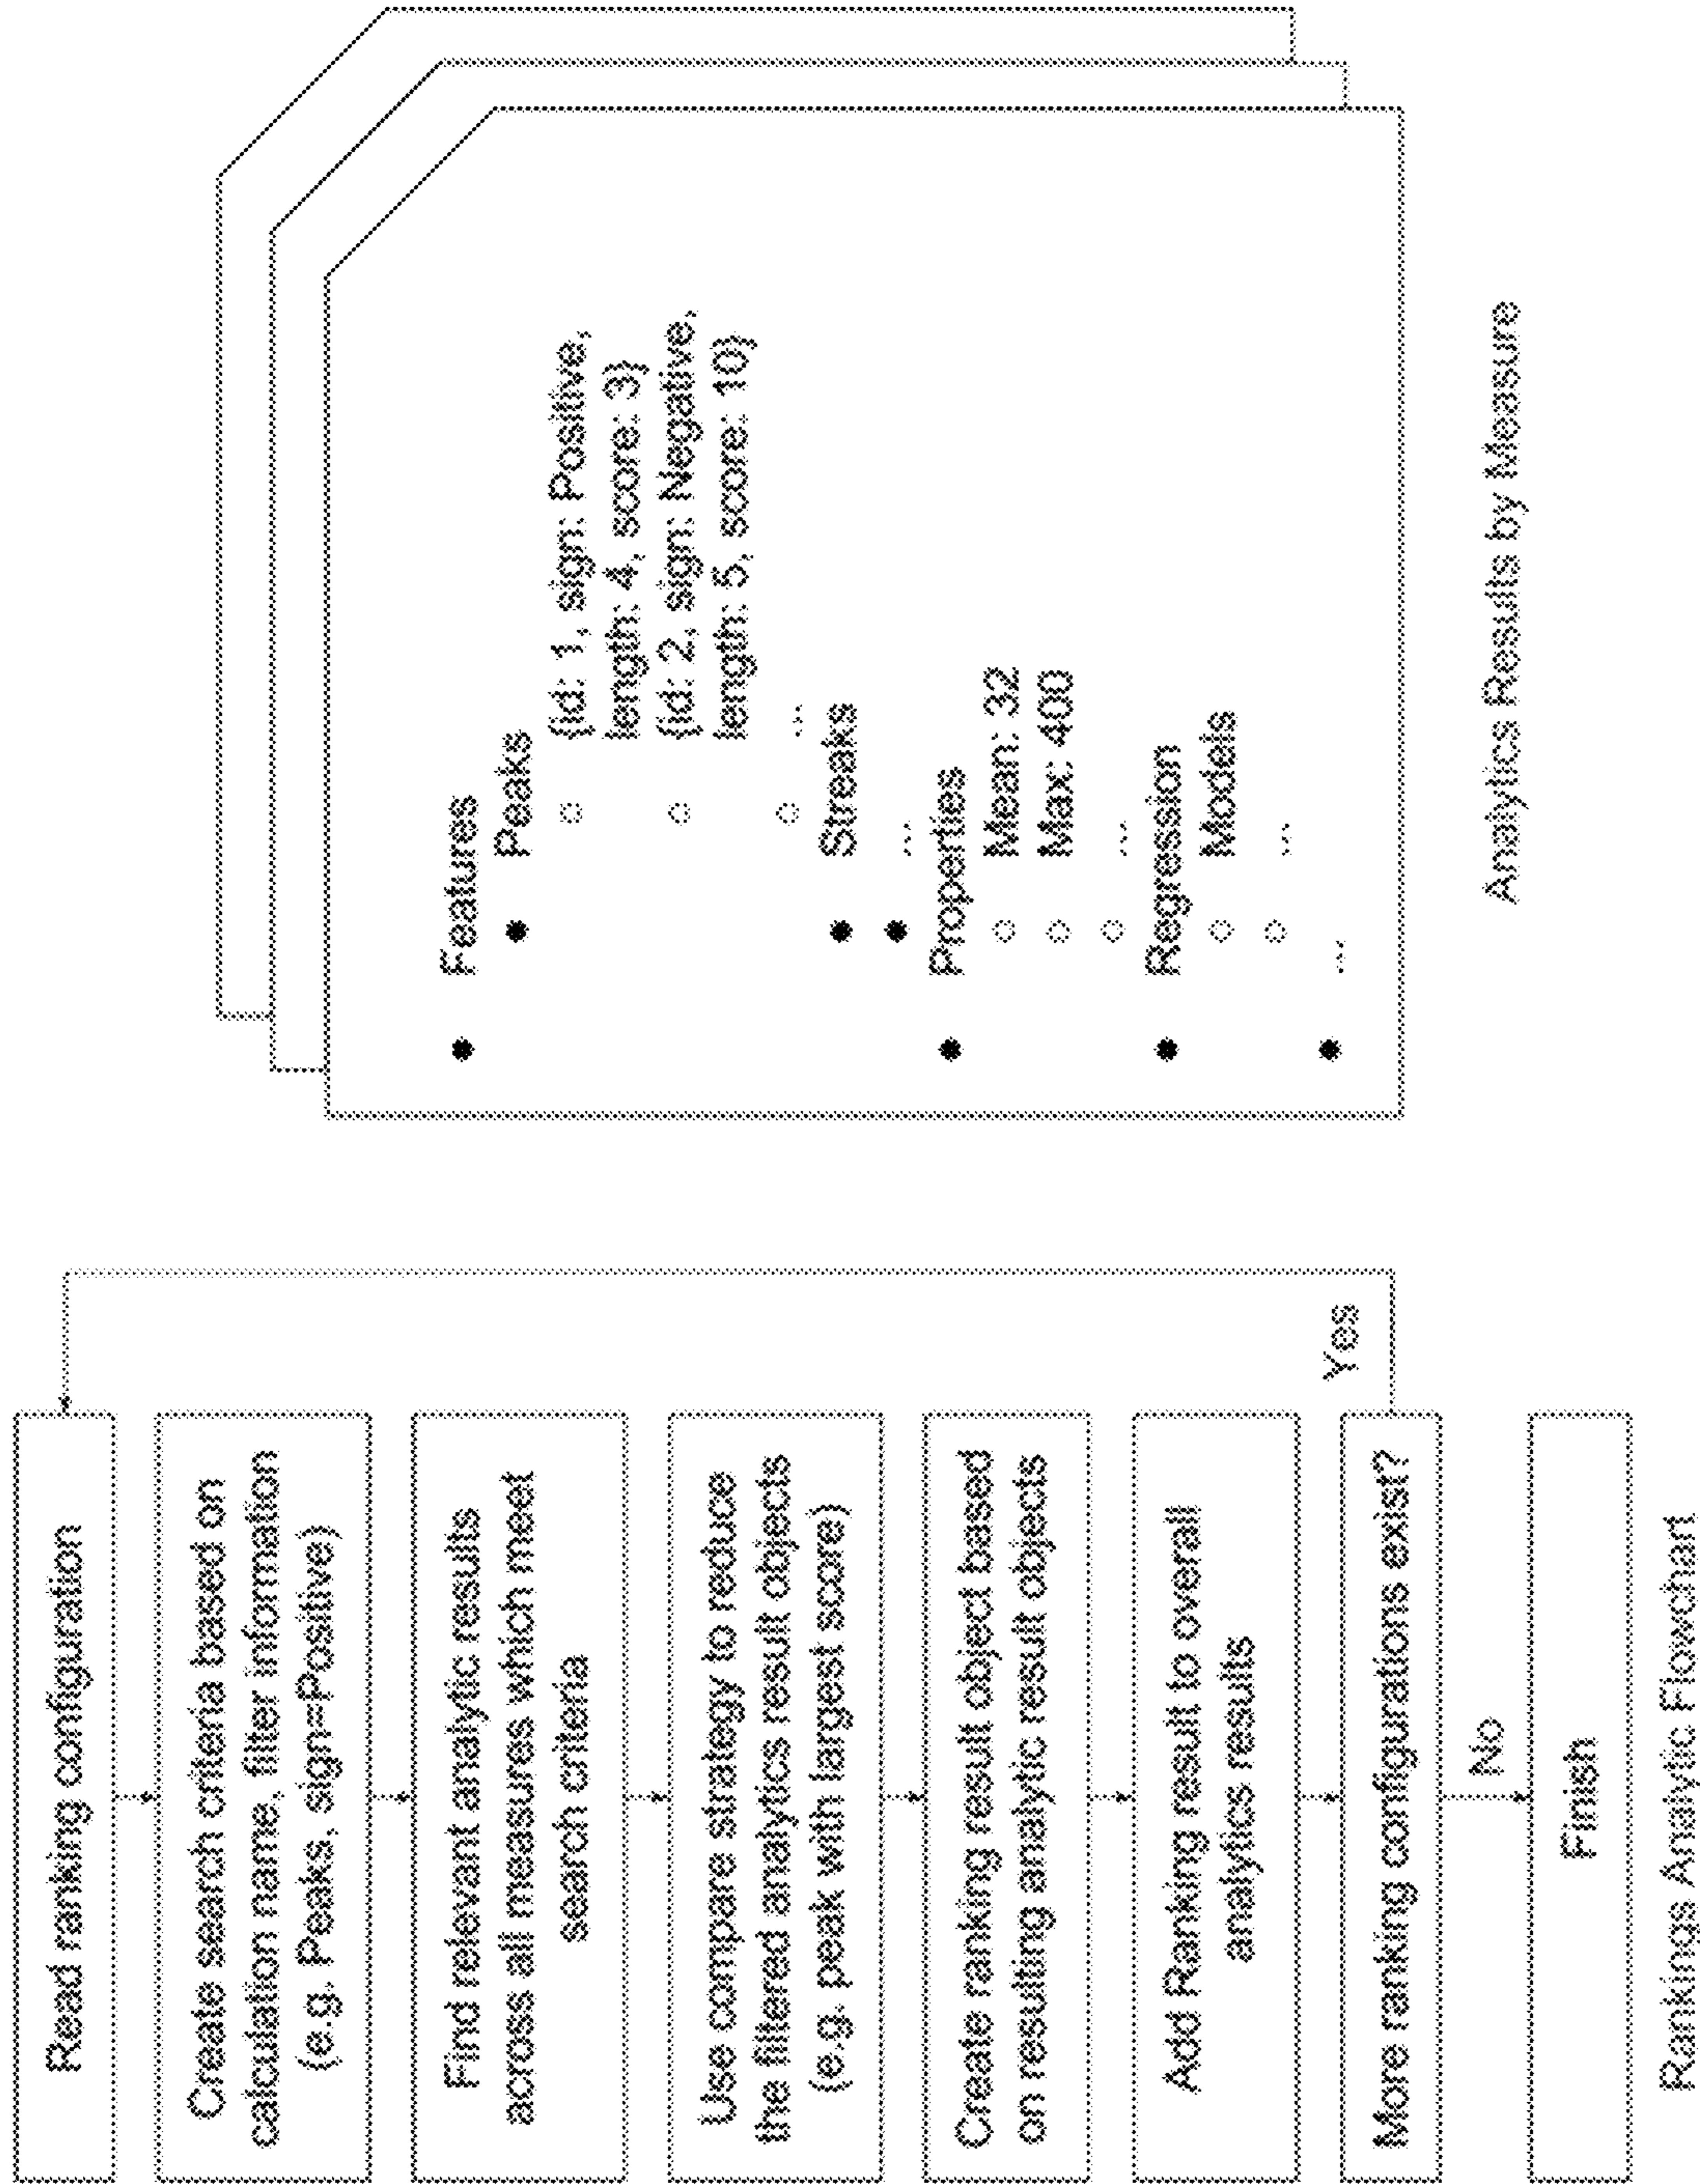 Read ranking configuration
Create search criteria based on
calculation name, filter information
(e.g. Peaks, sign=Positive)
Find relevant analytic results
across all measures which meet
search criteria
Use compare strategy to reduce
the filtered analytics result objects
(e.g. peak with largest score)
Create ranking result object based
on resulting analytic result objects
Add Ranking result to overall
analytics results
More ranking configurations exist?
Yes
No
Finish
Rankings Analytic Flowchart
● Features
● Peaks
○ {id: 1, sign: Positive,
length: 4, score: 3}
○ {id: 2, sign: Negative,
length: 5, score: 10}
○ ...
● Streaks
● ...
● Properties
○ Mean: 32
○ Max: 400
○ ...
● Regression
○ Models
○ ...
● ...
Analytics Results by Measure